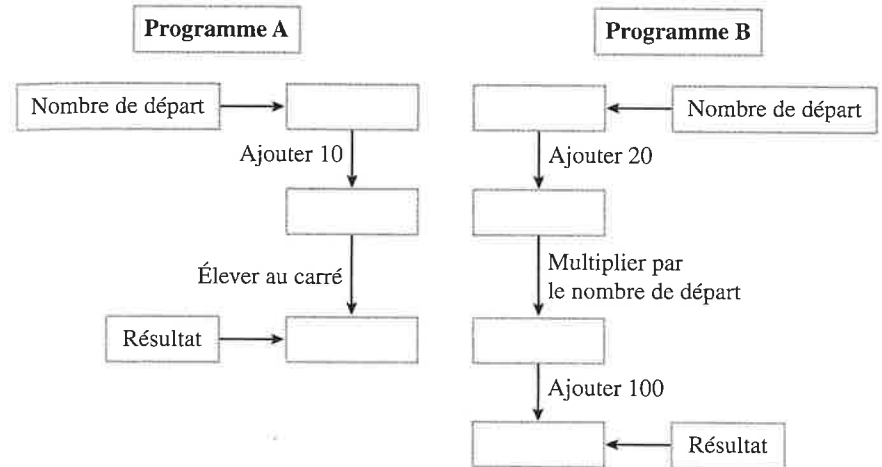 Programme A
Nombre de départ
Ajouter 10
Élever au carré
Résultat
Programme B
Nombre de départ
Ajouter 20
Multiplier par
le nombre de départ
Ajouter 100
Résultat